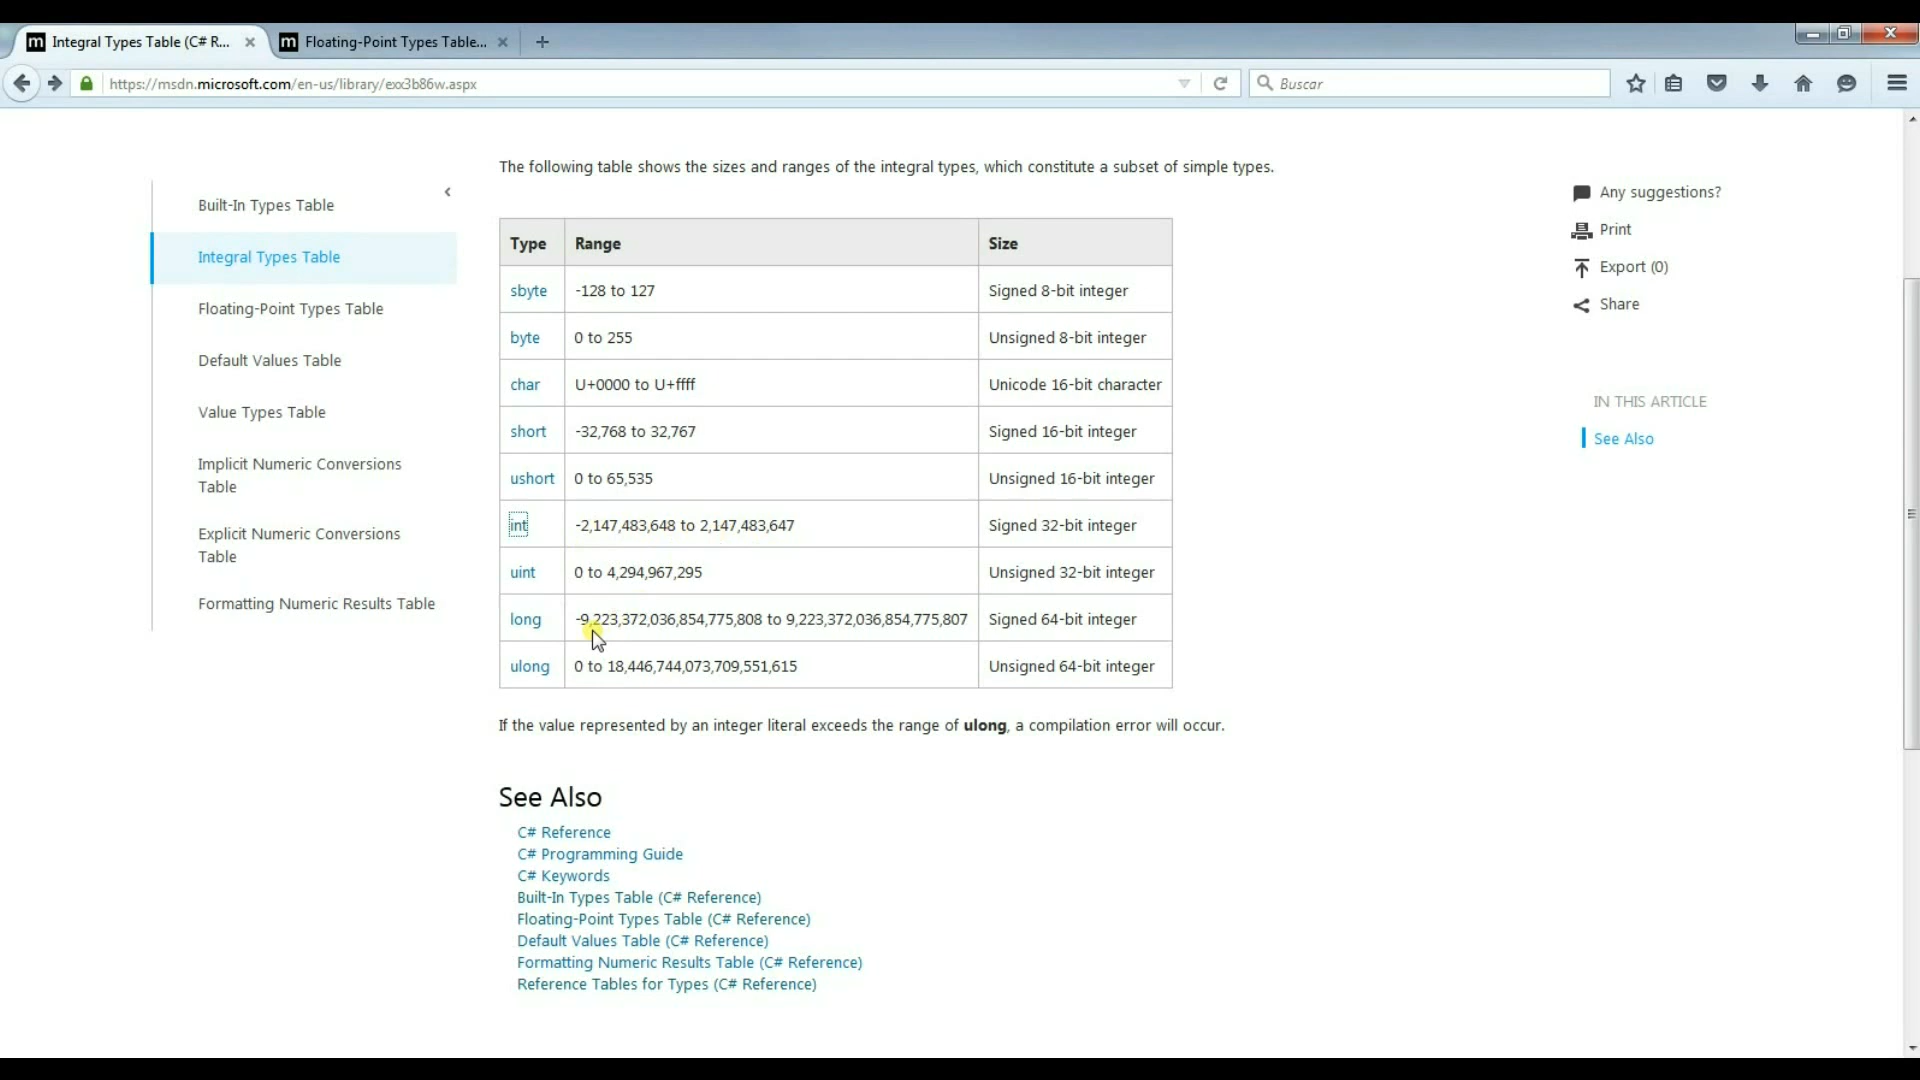 Integral Types Table (C# R...
Floating-Point Types Table...
https://msdn.microsoft.com/en-us/library/exx3b86w.aspx
Buscar
The following table shows the sizes and ranges of the integral types, which constitute a subset of simple types.
Built-In Types Table
Integral Types Table
Floating-Point Types Table
Default Values Table
Value Types Table
Implicit Numeric Conversions
Table
Explicit Numeric Conversions
Table
Formatting Numeric Results Table
Type Range Size
sbyte -128 to 127 Signed 8-bit integer
byte 0 to 255 Unsigned 8-bit integer
char U+0000 to U+ffff Unicode 16-bit character
short -32,768 to 32,767 Signed 16-bit integer
ushort 0 to 65,535 Unsigned 16-bit integer
int -2,147,483,648 to 2,147,483,647 Signed 32-bit integer
uint 0 to 4,294,967,295 Unsigned 32-bit integer
long -9,223,372,036,854,775,808 to 9,223,372,036,854,775,807 Signed 64-bit integer
ulong 0 to 18,446,744,073,709,551,615 Unsigned 64-bit integer
If the value represented by an integer literal exceeds the range of ulong, a compilation error will occur.
See Also
C# Reference
C# Programming Guide
C# Keywords
Built-In Types Table (C# Reference)
Floating-Point Types Table (C# Reference)
Default Values Table (C# Reference)
Formatting Numeric Results Table (C# Reference)
Reference Tables for Types (C# Reference)
Any suggestions?
Print
Export (0)
Share
IN THIS ARTICLE
See Also